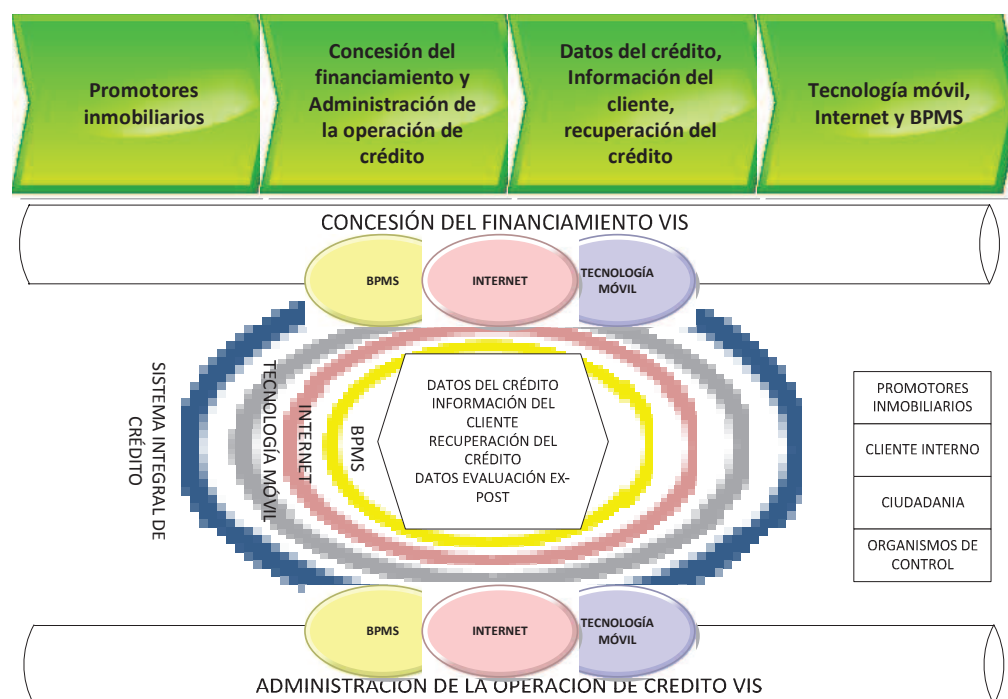 Promotores
inmobiliarios
Concesión del
financiamiento y
Administración de
la operación de
crédito
Datos del crédito,
Información del
cliente,
recuperación del
crédito
Tecnología móvil,
Internet y BPMS
CONCESIÓN DEL FINANCIAMIENTO VIS
BPMS
INTERNET
TECNOLOGÍA
MÓVIL
SISTEMA INTEGRAL DE
CRÉDITO
TECNOLOGÍA MÓVIL
INTERNET
BPMS
DATOS DEL CRÉDITO
INFORMACIÓN DEL
CLIENTE
RECUPERACIÓN DEL
CRÉDITO
DATOS EVALUACIÓN EX-
POST
PROMOTORES
INMOBILIARIOS
CLIENTE INTERNO
CIUDADANIA
ORGANISMOS DE
CONTROL
BPMS
INTERNET
TECNOLOGÍA
MÓVIL
ADMINISTRACIÓN DE LA OPERACIÓN DE CRÉDITO VIS